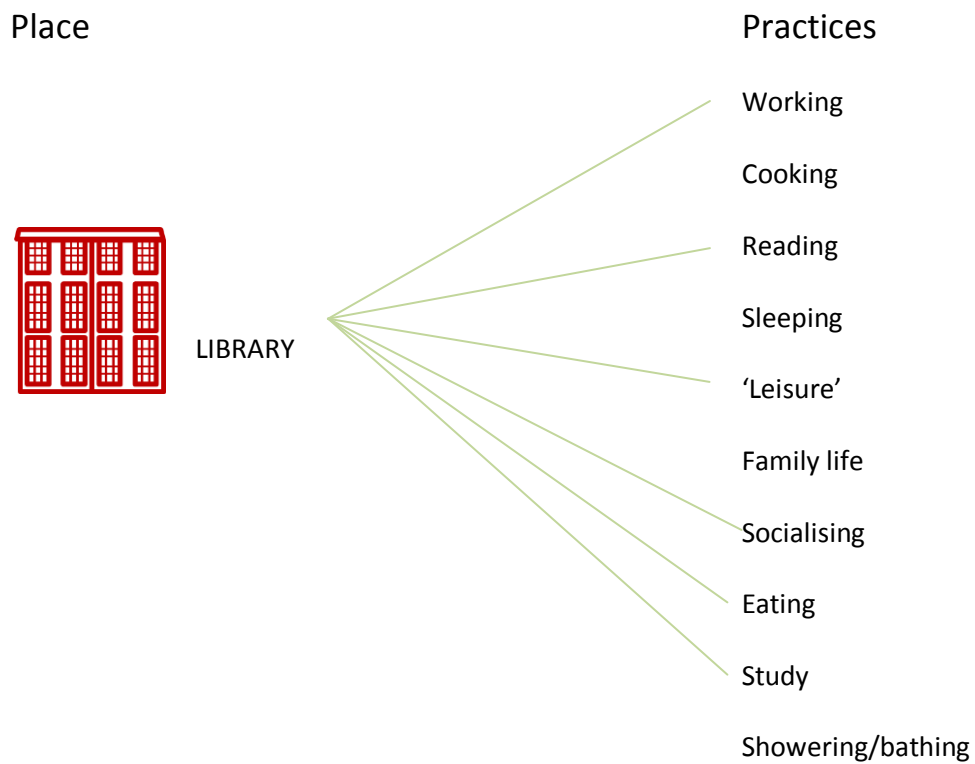 Place
Practices
Working
Cooking
Reading
Sleeping
LIBRARY
‘Leisure’
Family life
Socialising
Eating
Study
Showering/bathing